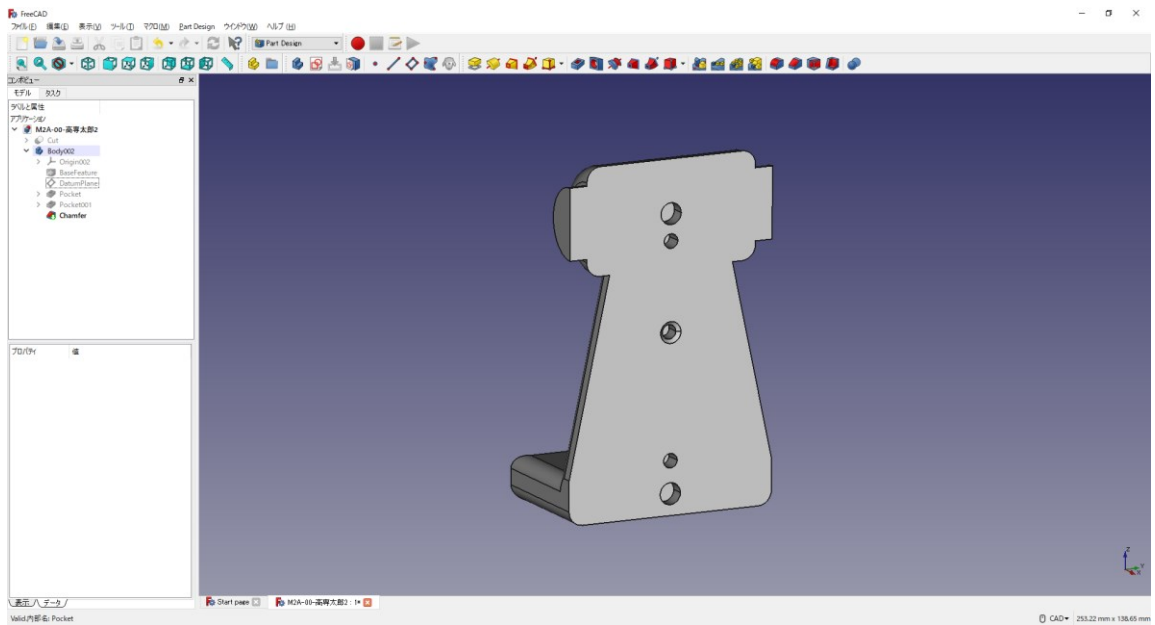 FreeCAD
ファイル(F) 編集(E) 表示(V) ツール(T) マクロ(M) Part Design ウインドウ(W) ヘルプ(H)
Part Design
コンボビュー
モデル タスク
ラベルと属性
アプリケーション
M2A-00-高専太郎2
Cut
Body002
Origin002
BaseFeature
DatumPlane
Pocket
Pocket001
Chamfer
プロパティ 値
Z
Y
X
表示 データ
Start page
M2A-00-高専太郎2 : 1*
Valid,内部名: Pocket
CAD
253.22 mm x 138.65 mm